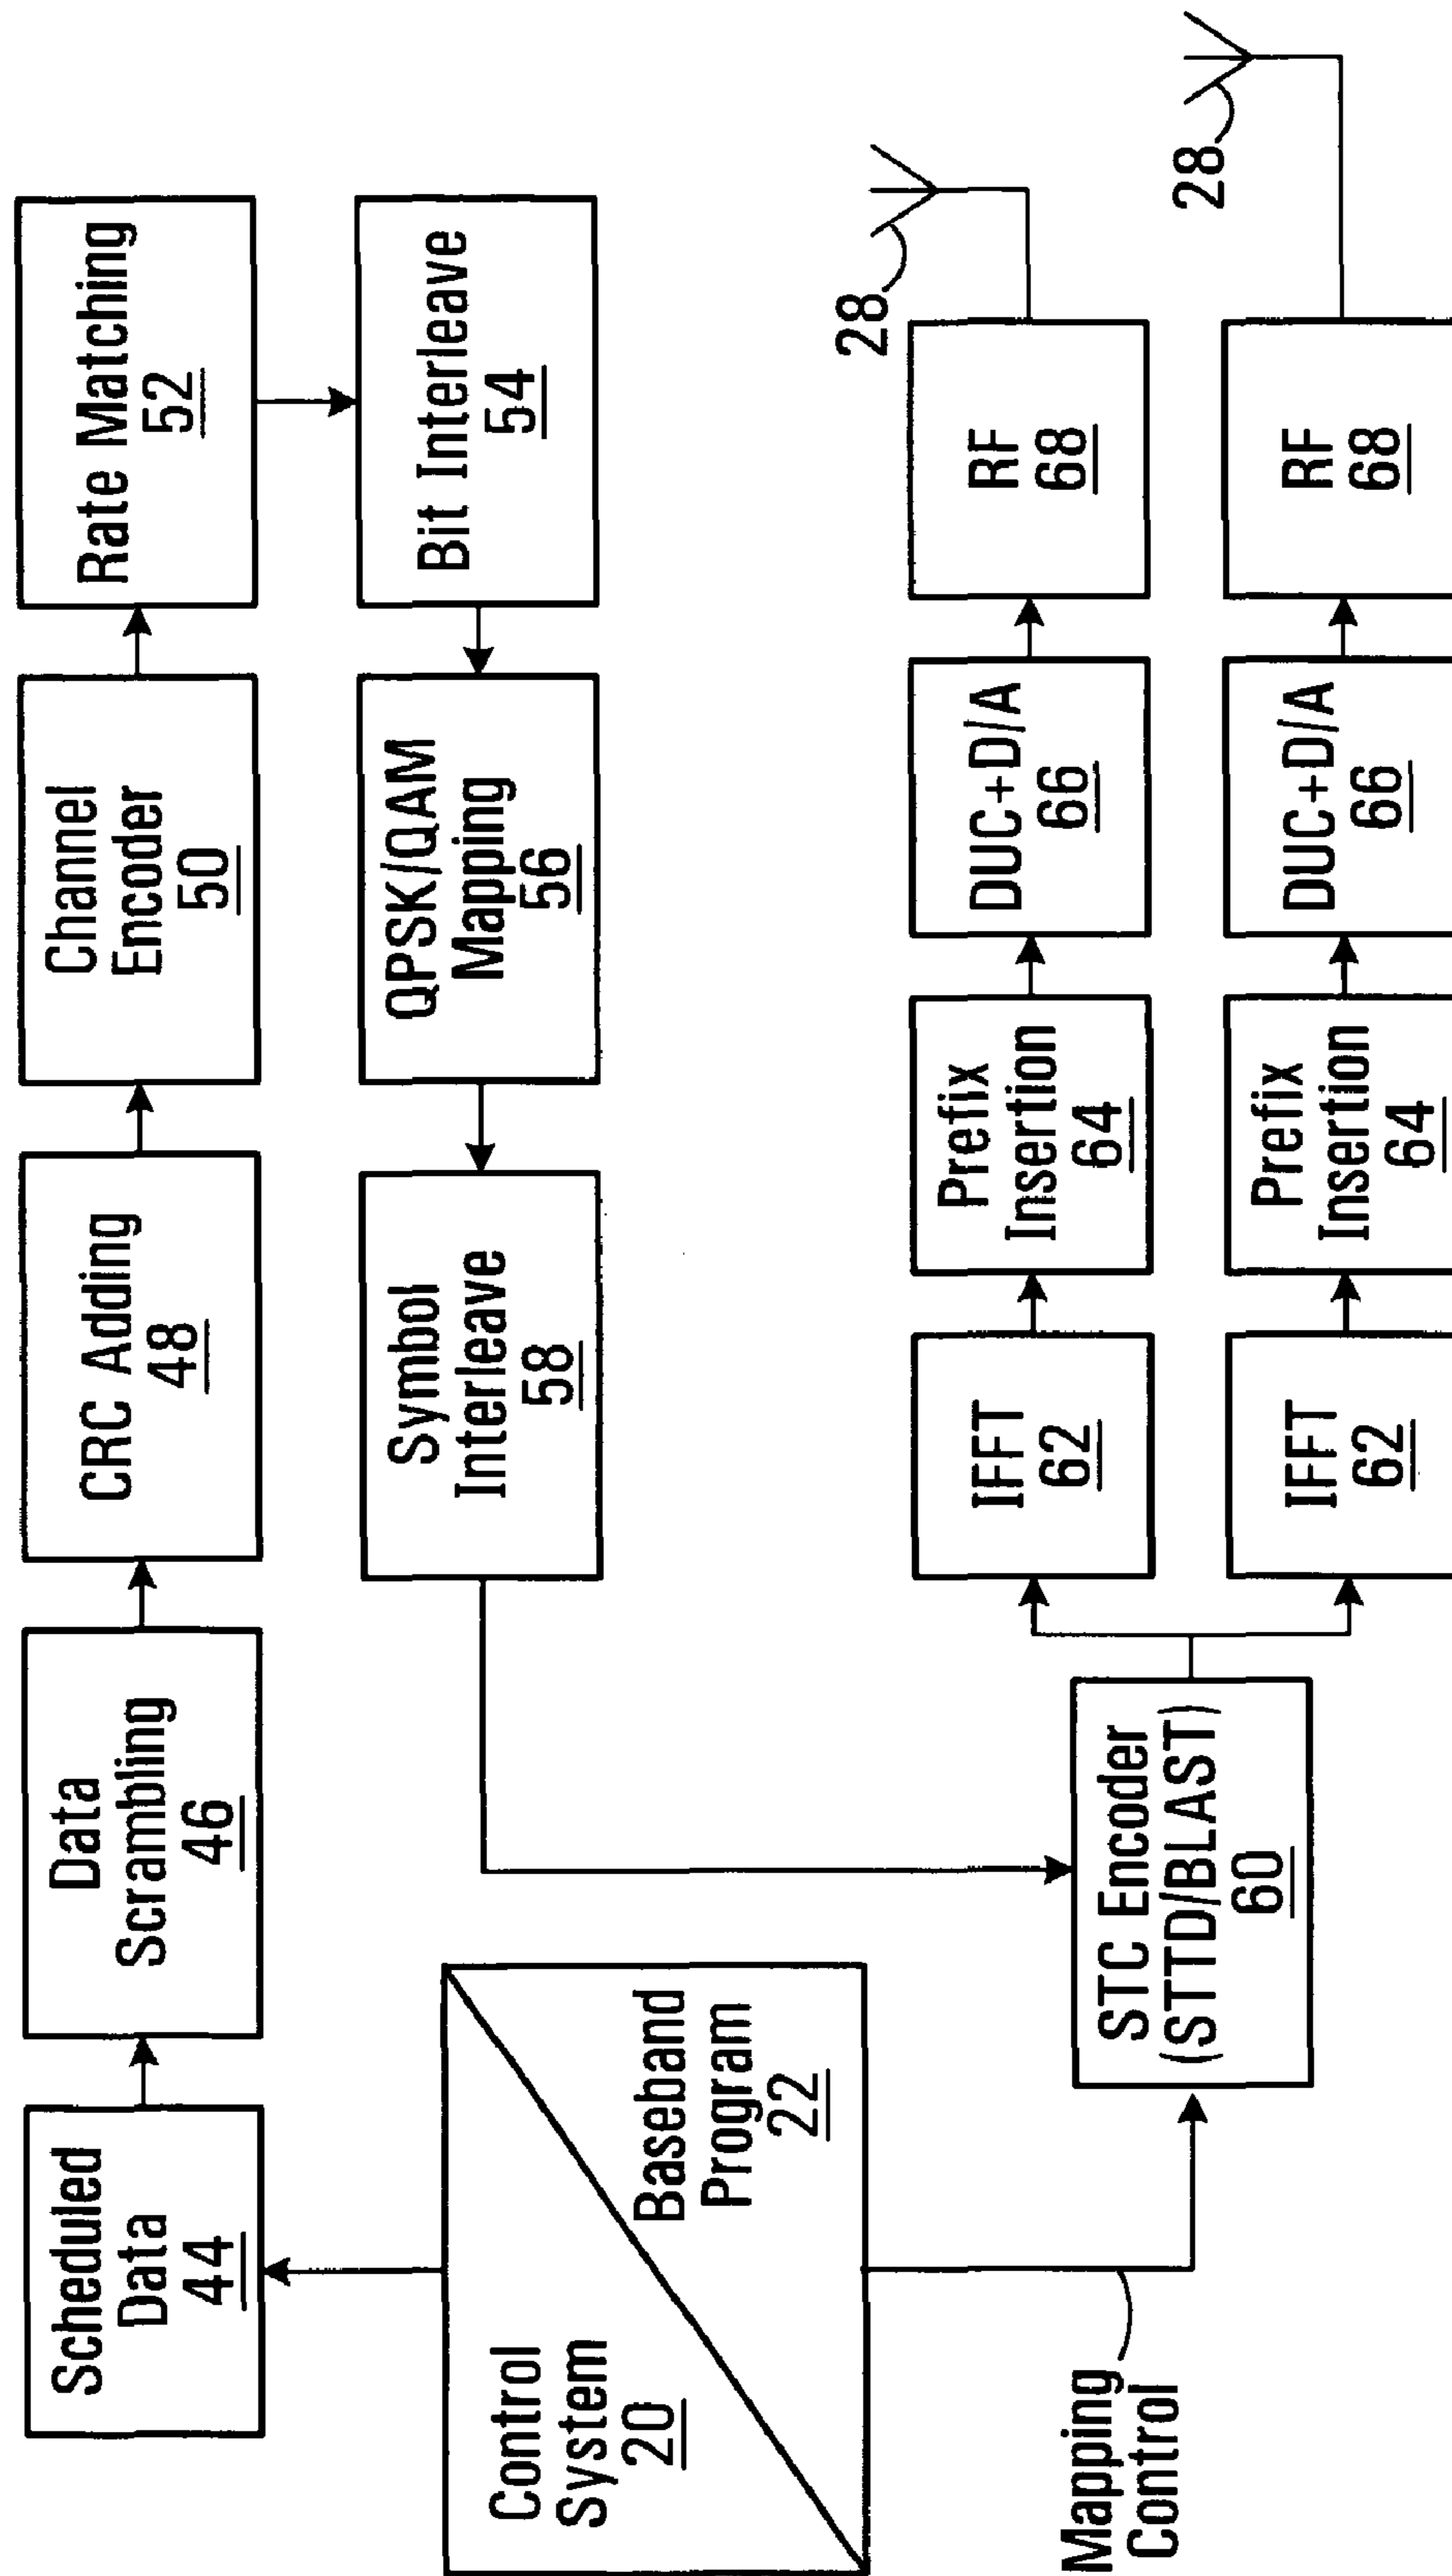 Scheduled
Data
44
Data
Scrambling
46
CRC Adding
48
Channel
Encoder
50
Rate Matching
52
Bit Interleave
54
QPSK/QAM
Mapping
56
Symbol
Interleave
58
Control
System
20
Baseband
Program
22
Mapping
Control
STC Encoder
(STTD/BLAST)
60
IFFT
62
Prefix
Insertion
64
DUC+D/A
66
RF
68
28
IFFT
62
Prefix
Insertion
64
DUC+D/A
66
RF
68
28